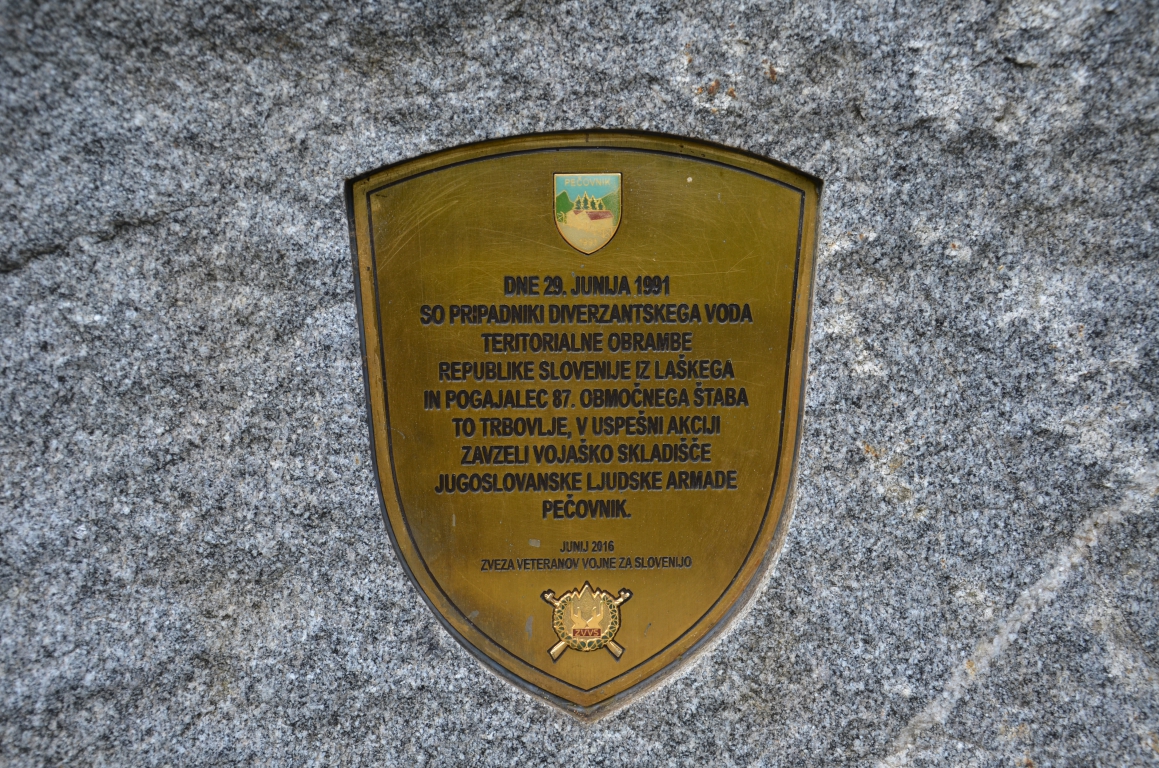 PEČOVNIK
DNE 29. JUNIJA 1991
SO PRIPADNIKI DIVERZANTSKEGA VODA
TERITORIALNE OBRAMBE
REPUBLIKE SLOVENIJE IZ LAŠKEGA
IN POGAJALEC 87. OBMOČNEGA ŠTABA
TO TRBOVLJE, V USPEŠNI AKCIJI
ZAVZELI VOJAŠKO SKLADIŠČE
JUGOSLOVANSKE LJUDSKE ARMADE
PEČOVNIK.
JUNIJ 2016
ZVEZA VETERANOV VOJNE ZA SLOVENIJO
ZVVS